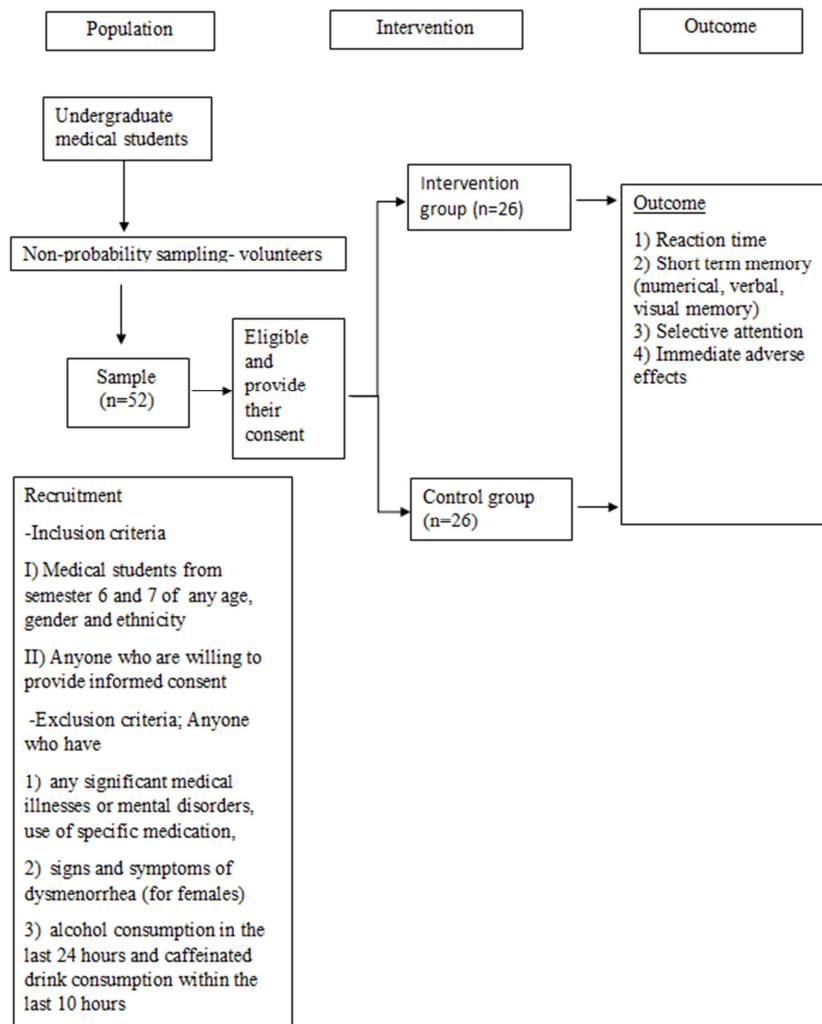 Population
Intervention
Outcome
Undergraduate
medical students
Non-probability sampling- volunteers
Sample
(n=52)
Eligible
and
provide
their
consent
Intervention
group (n=26)
Control group
(n=26)
Outcome
1) Reaction time
2) Short term memory
(numerical, verbal,
visual memory)
3) Selective attention
4) Immediate adverse
effects
Recruitment
-Inclusion criteria
I) Medical students from
semester 6 and 7 of any age,
gender and ethnicity
II) Anyone who are willing to
provide informed consent
-Exclusion criteria; Anyone
who have
1) any significant medical
illnesses or mental disorders,
use of specific medication,
2) signs and symptoms of
dysmenorrhea (for females)
3) alcohol consumption in the
last 24 hours and caffeinated
drink consumption within the
last 10 hours